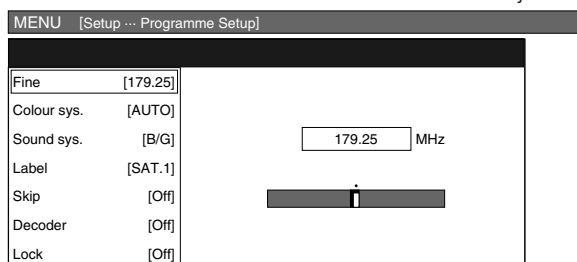 MENU [Setup ··· Programme Setup]
Fine [179.25]
Colour sys. [AUTO]
Sound sys. [B/G] 179.25 MHz
Label [SAT.1]
Skip [Off]
Decoder [Off]
Lock [Off]